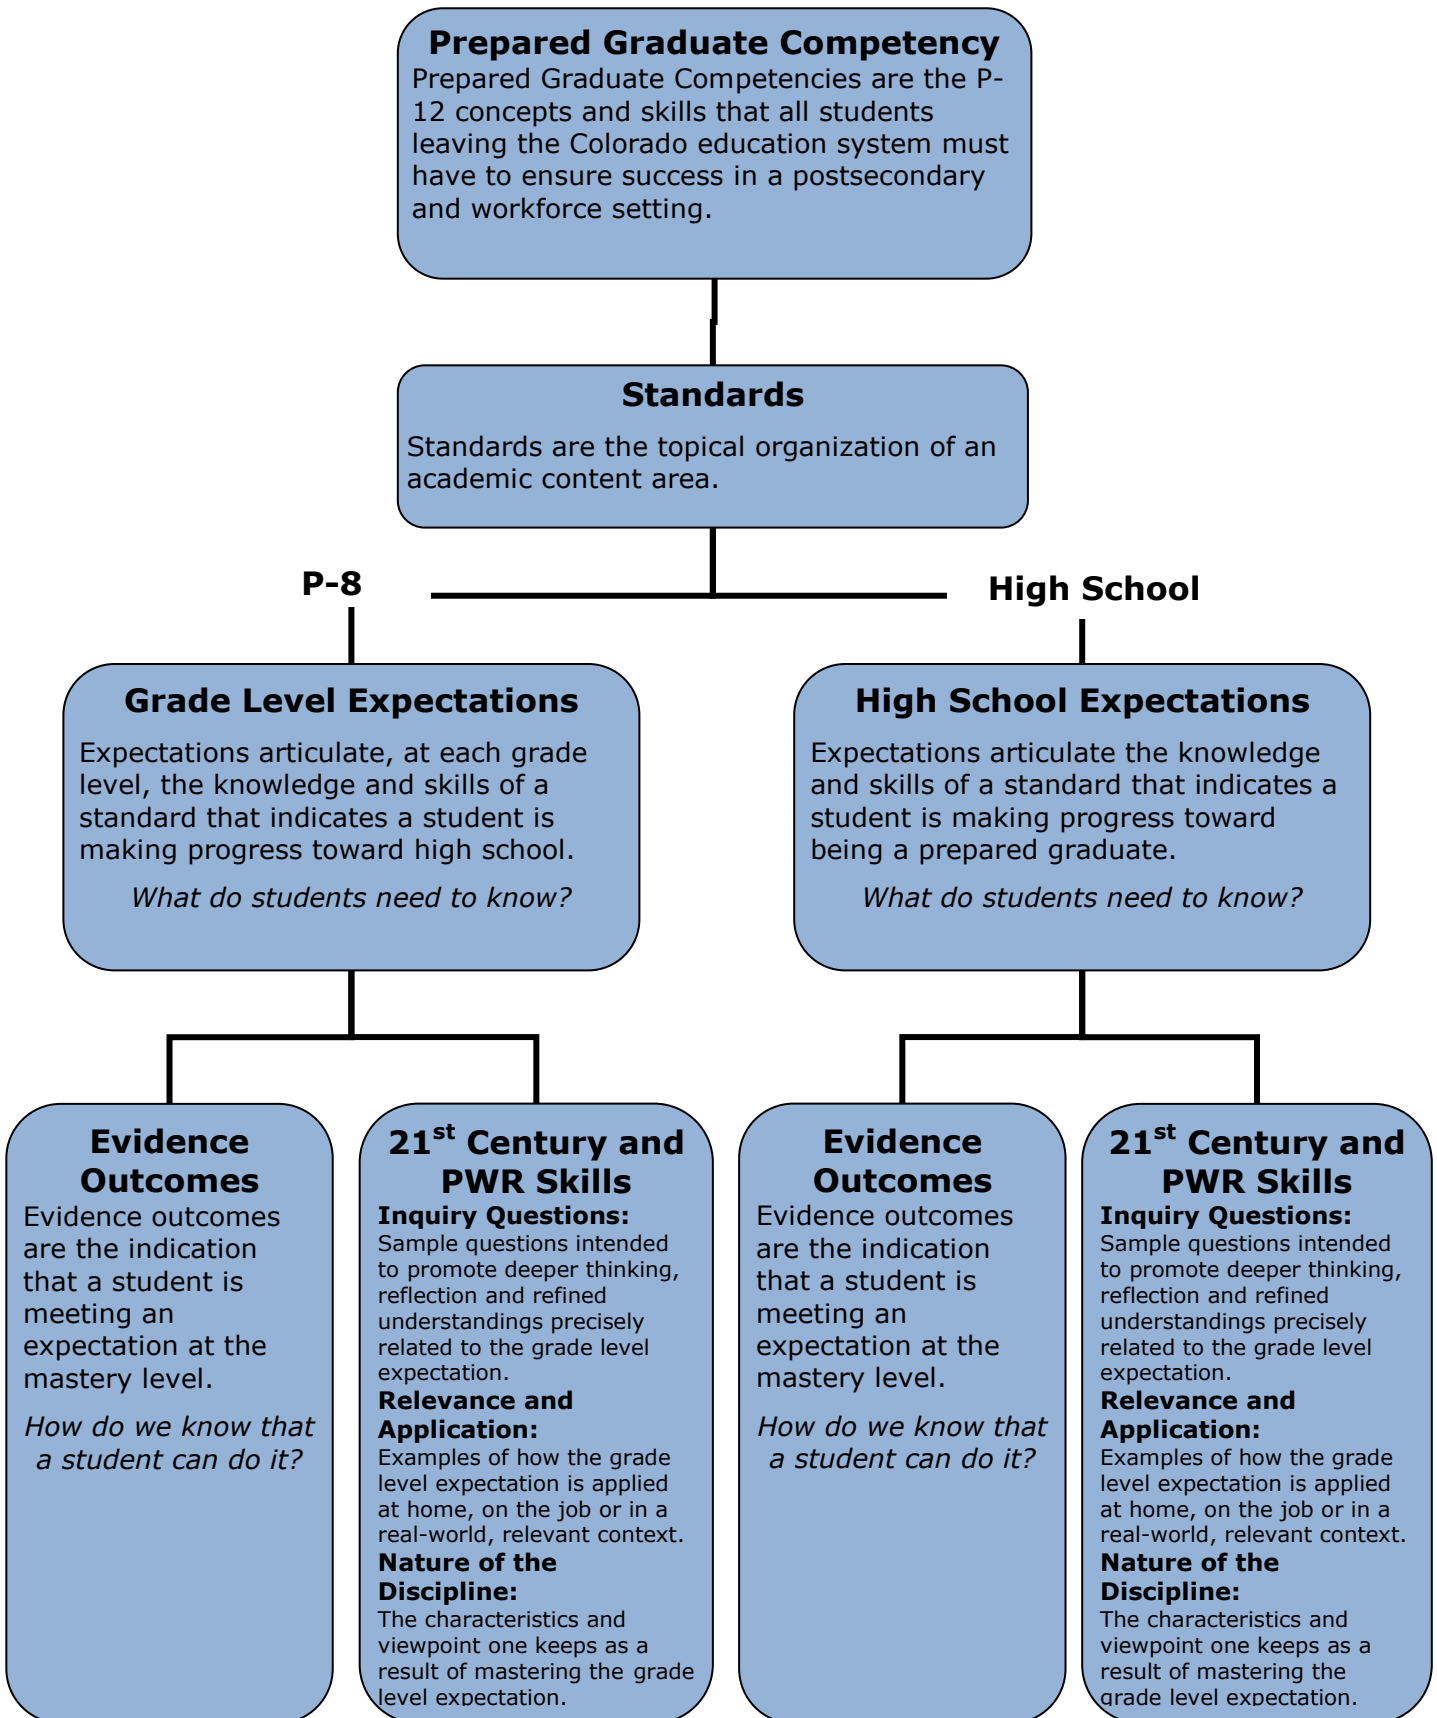 Prepared Graduate Competency
Prepared Graduate Competencies are the P-
12 concepts and skills that all students
leaving the Colorado education system must
have to ensure success in a postsecondary
and workforce setting.
Standards
Standards are the topical organization of an
academic content area.
P-8
High School
Grade Level Expectations
Expectations articulate, at each grade
level, the knowledge and skills of a
standard that indicates a student is
making progress toward high school.
What do students need to know?
High School Expectations
Expectations articulate the knowledge
and skills of a standard that indicates a
student is making progress toward
being a prepared graduate.
What do students need to know?
Evidence
Outcomes
Evidence outcomes
are the indication
that a student is
meeting an
expectation at the
mastery level.
How do we know that
a student can do it?
21st Century and
PWR Skills
Inquiry Questions:
Sample questions intended
to promote deeper thinking,
reflection and refined
understandings precisely
related to the grade level
expectation.
Relevance and
Application:
Examples of how the grade
level expectation is applied
at home, on the job or in a
real-world, relevant context.
Nature of the
Discipline:
The characteristics and
viewpoint one keeps as a
result of mastering the grade
level expectation.
Evidence
Outcomes
Evidence outcomes
are the indication
that a student is
meeting an
expectation at the
mastery level.
How do we know that
a student can do it?
21st Century and
PWR Skills
Inquiry Questions:
Sample questions intended
to promote deeper thinking,
reflection and refined
understandings precisely
related to the grade level
expectation.
Relevance and
Application:
Examples of how the grade
level expectation is applied
at home, on the job or in a
real-world, relevant context.
Nature of the
Discipline:
The characteristics and
viewpoint one keeps as a
result of mastering the
grade level expectation.